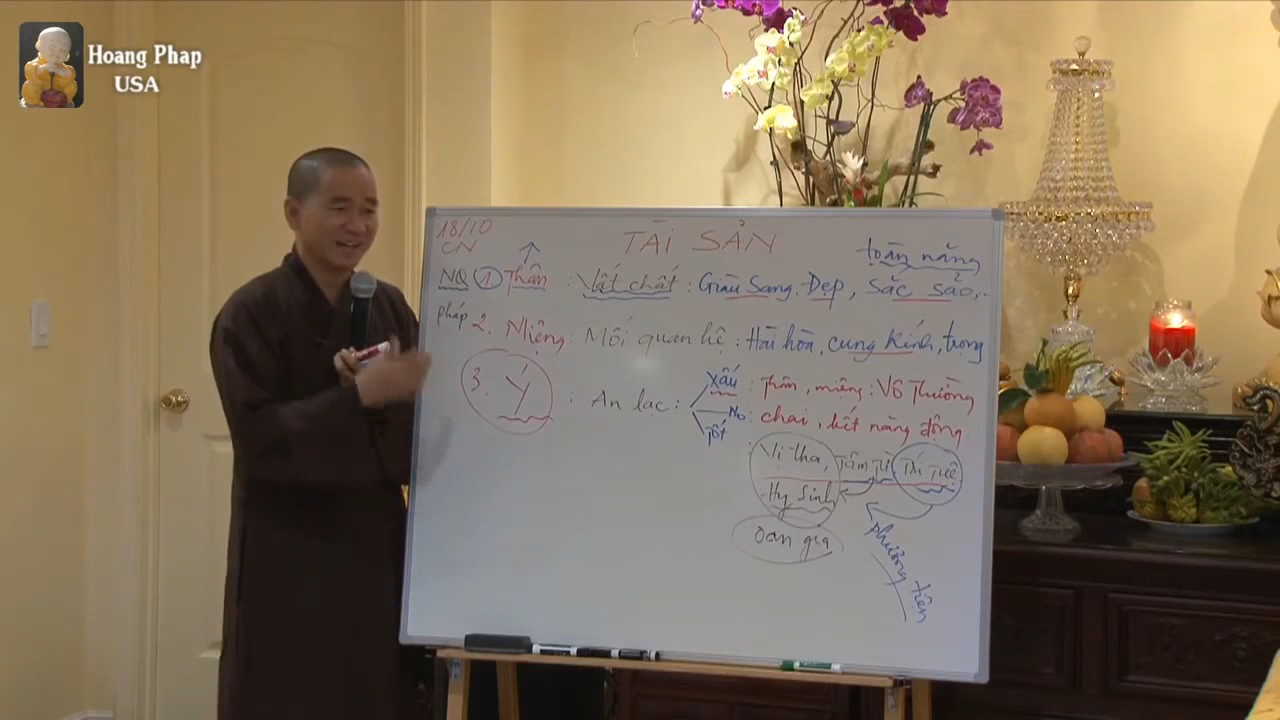 Hoang Phap
USA
18/10
CN
TÀI SẢN
toàn năng
NQ 1. Thân : Vật chất : Giàu Sang, Đẹp, Sắc sảo,..
pháp 2. Miệng : Mối quan hệ : Hài hòa, cung kính, trọng
3. Ý : An lạc :
Xấu : Thân, miệng : Vô Thường
No : chai, kết năng động
Tốt
Vị tha, Tâm Từ Trí Tuệ
Hy Sinh
oan gia
phương tiện